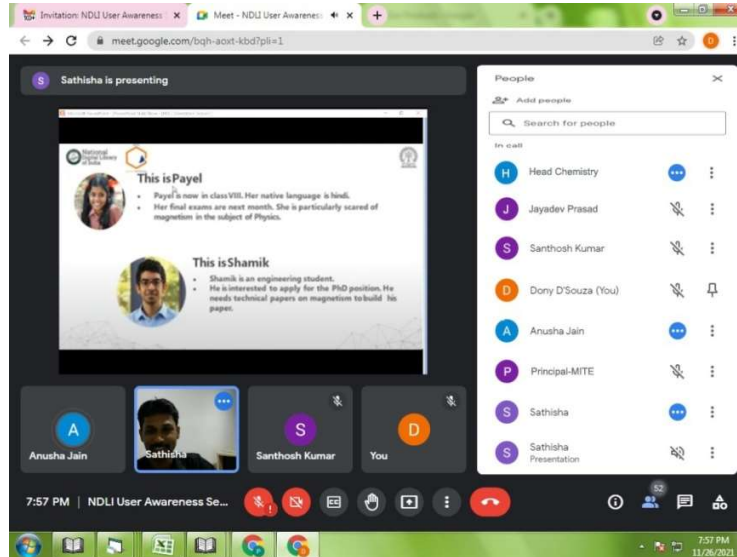 Invitation: NDLI User Awareness
Meet - NDLI User Awareness
meet.google.com/bqh-aoxt-kbd?pli=1
D
S
Sathisha is presenting
National
Digital Library
of India
This is Payel
Payel is now in class VIII. Her native language is hindi.
Her final exams are next month. She is particularly scared of
magnetism in the subject of Physics.
This is Shamik
Shamik is an engineering student.
He is interested to apply for the PhD position. He
needs technical papers on magnetism to build his
paper.
A
Anusha Jain
Sathisha
S
Santhosh Kumar
D
You
People
Add people
Search for people
In call
H
Head Chemistry
J
Jayadev Prasad
S
Santhosh Kumar
D
Dony D'Souza (You)
A
Anusha Jain
P
Principal-MITE
S
Sathisha
S
Sathisha
Presentation
7:57 PM | NDLI User Awareness Se...
52
7:57 PM
11/26/2021